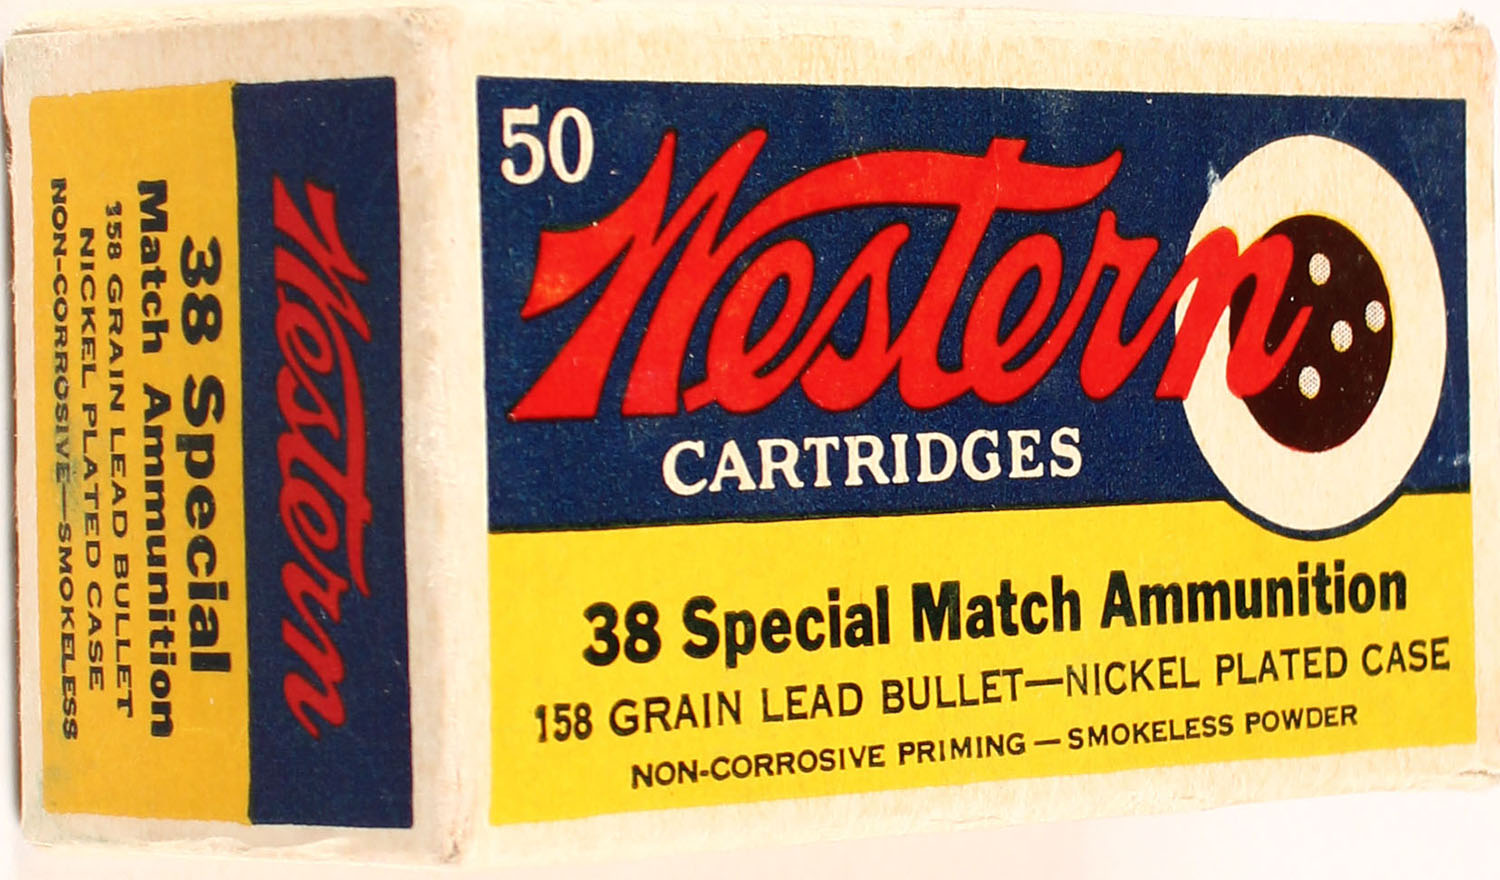 50
Western
CARTRIDGES
38 Special Match Ammunition
158 GRAIN LEAD BULLET—NICKEL PLATED CASE
NON-CORROSIVE PRIMING—SMOKELESS POWDER
Western
38 Special
Match Ammunition
158 GRAIN LEAD BULLET
NICKEL PLATED CASE
NON-CORROSIVE—SMOKELESS